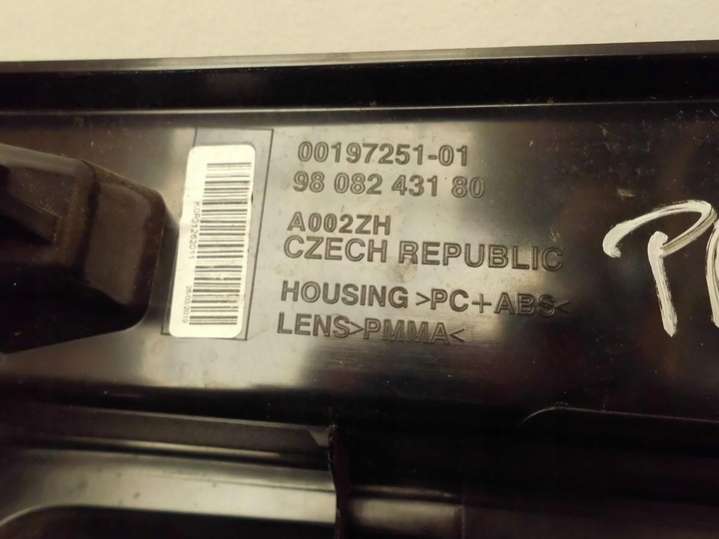 00197251-01
98 082 431 80
A002ZH
CZECH REPUBLIC
HOUSING >PC+ABS<
LENS>PMMA<